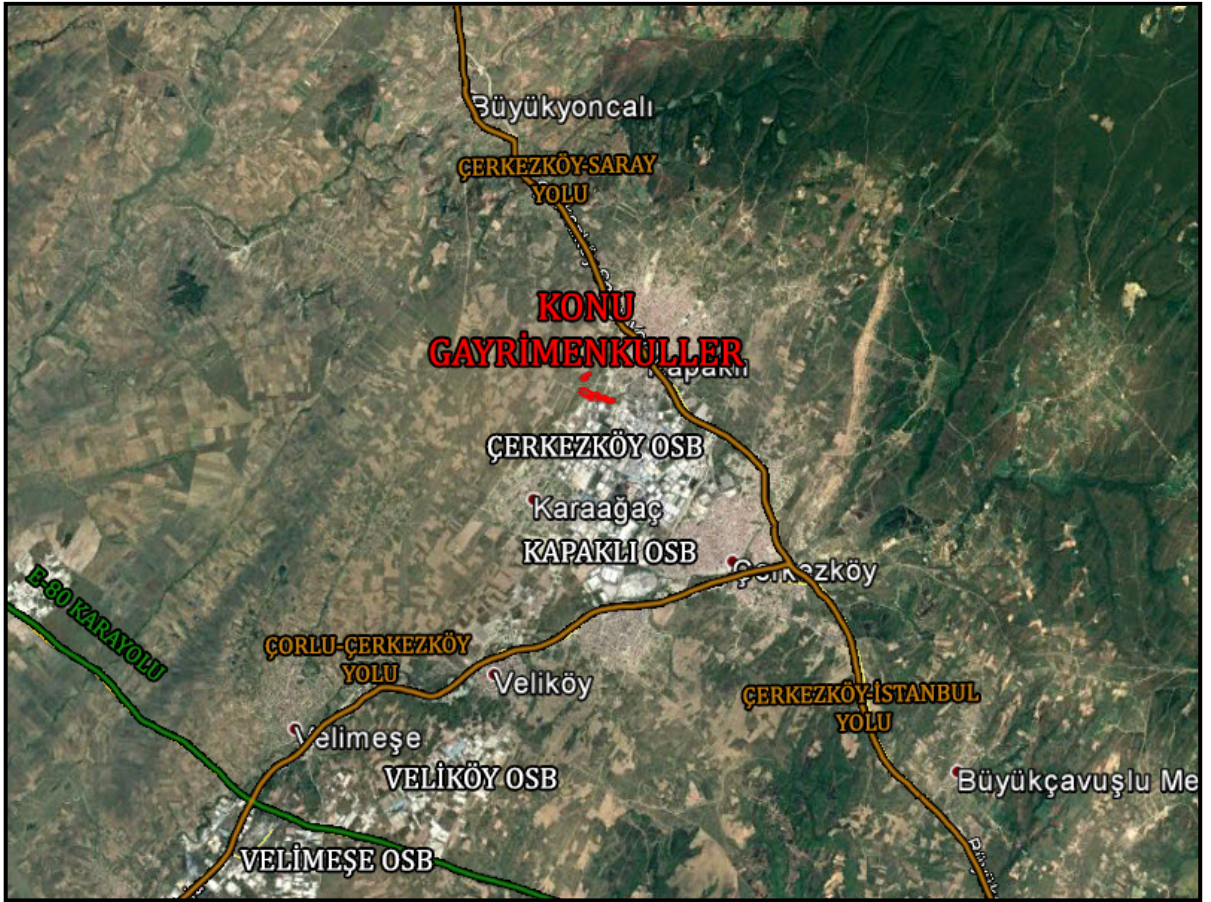 Büyükyoncalı
ÇERKEZKÖY-SARAY
YOLU
KONU
GAYRİMENKULLER
Kapaklı
ÇERKEZKÖY OSB
Karaağaç
KAPAKLI OSB
Çerkezköy
E-80 KARAYOLU
ÇORLU-ÇERKEZKÖY
YOLU
Veliköy
ÇERKEZKÖY-İSTANBUL
YOLU
Velimeşe
VELİKÖY OSB
Büyükçavuşlu Me
VELİMEŞE OSB